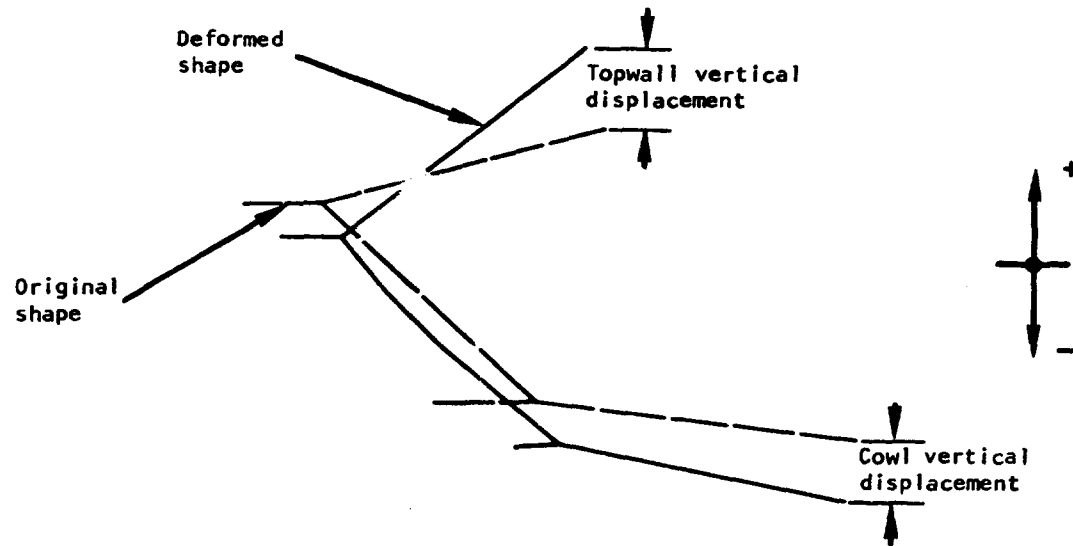 Deformed
shape
Topwall vertical
displacement
+
Original
shape
-
Cowl vertical
displacement